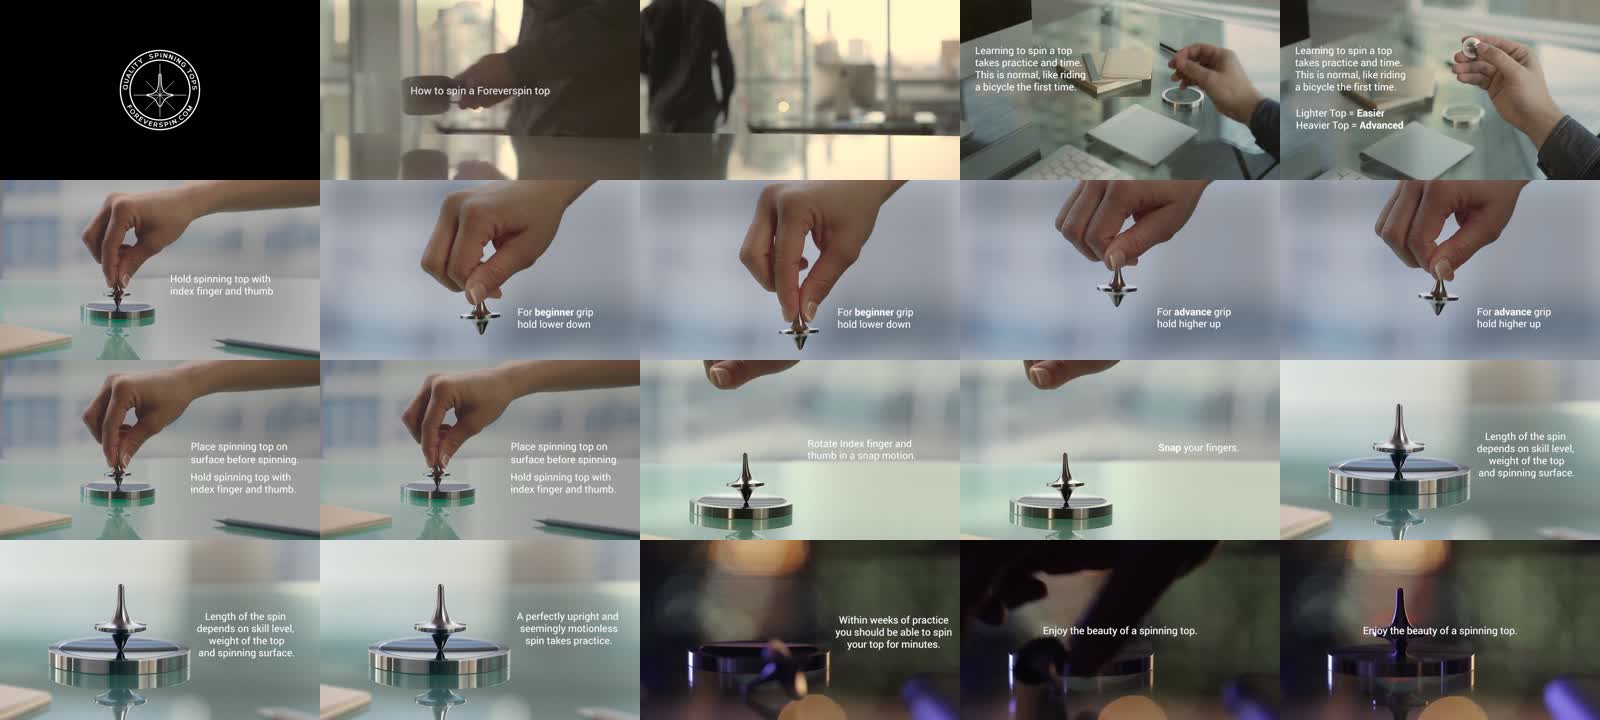 QUALITY SPINNING TOPS
FOREVERSPIN.COM
How to spin a Foreverspin top
Learning to spin a top
takes practice and time.
This is normal, like riding
a bicycle the first time.
Learning to spin a top
takes practice and time.
This is normal, like riding
a bicycle the first time.
Lighter Top = Easier
Heavier Top = Advanced
Hold spinning top with
index finger and thumb
For beginner grip
hold lower down
For beginner grip
hold lower down
For advance grip
hold higher up
For advance grip
hold higher up
Place spinning top on
surface before spinning.
Hold spinning top with
index finger and thumb.
Place spinning top on
surface before spinning.
Hold spinning top with
index finger and thumb.
Rotate Index finger and
thumb in a snap motion.
Snap your fingers.
Length of the spin
depends on skill level,
weight of the top
and spinning surface.
Length of the spin
depends on skill level,
weight of the top
and spinning surface.
A perfectly upright and
seemingly motionless
spin takes practice.
Within weeks of practice
you should be able to spin
your top for minutes.
Enjoy the beauty of a spinning top.
Enjoy the beauty of a spinning top.